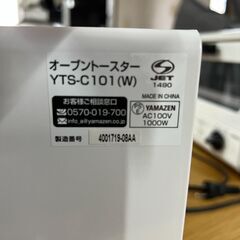 オーブントースター
YTS-C101(W)
JET
1490
お客様ご相談窓口
0570-019-700
info_a@yamazen.co.jp
MADE IN CHINA
YAMAZEN
AC100V
1000W
製造番号
4001719-08AA